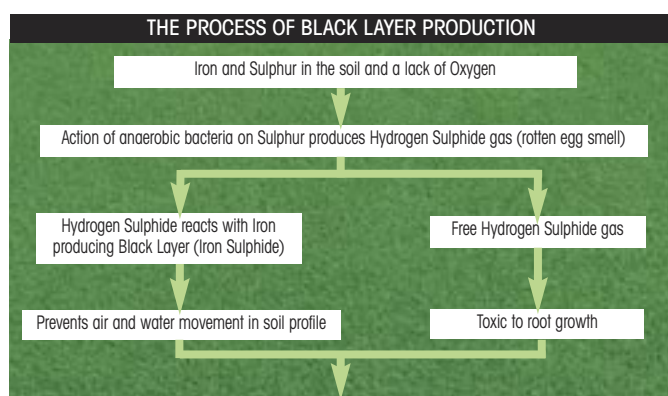 THE PROCESS OF BLACK LAYER PRODUCTION
Iron and Sulphur in the soil and a lack of Oxygen
Action of anaerobic bacteria on Sulphur produces Hydrogen Sulphide gas (rotten egg smell)
Hydrogen Sulphide reacts with Iron
producing Black Layer (Iron Sulphide)
Free Hydrogen Sulphide gas
Prevents air and water movement in soil profile
Toxic to root growth